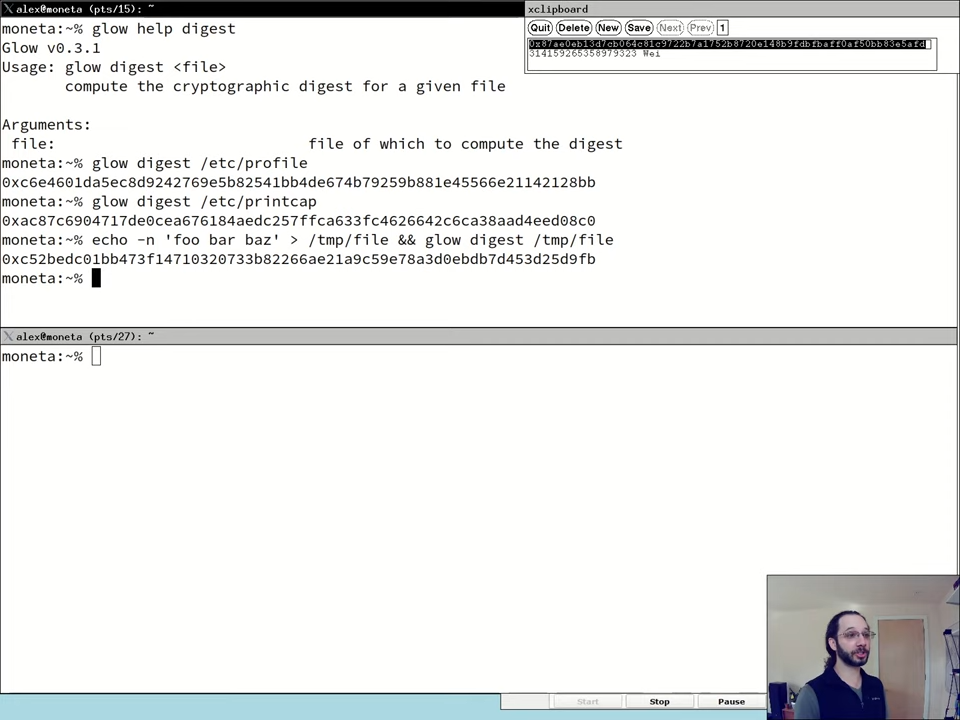 alex@moneta (pts/15): ~
moneta:~% glow help digest
Glow v0.3.1
Usage: glow digest <file>
compute the cryptographic digest for a given file
Arguments:
file: file of which to compute the digest
moneta:~% glow digest /etc/profile
0xc6e4601da5ec8d9242769e5b82541bb4de674b79259b881e45566e21142128bb
moneta:~% glow digest /etc/printcap
0xac87c6904717de0cea676184aedc257ffca633fc4626642c6ca38aad4eed08c0
moneta:~% echo -n 'foo bar baz' > /tmp/file && glow digest /tmp/file
0xc52bedc01bb473f14710320733b82266ae21a9c59e78a3d0ebdb7d453d25d9fb
moneta:~%
xclipboard
Quit Delete New Save Next Prev 1
0x87ae0eb13d7cb064c81c9722b7a1752b8720e148b9fdbfbaff0af50bb83e5afd
314159265358979323 Wei
alex@moneta (pts/27): ~
moneta:~%
Start Stop Pause